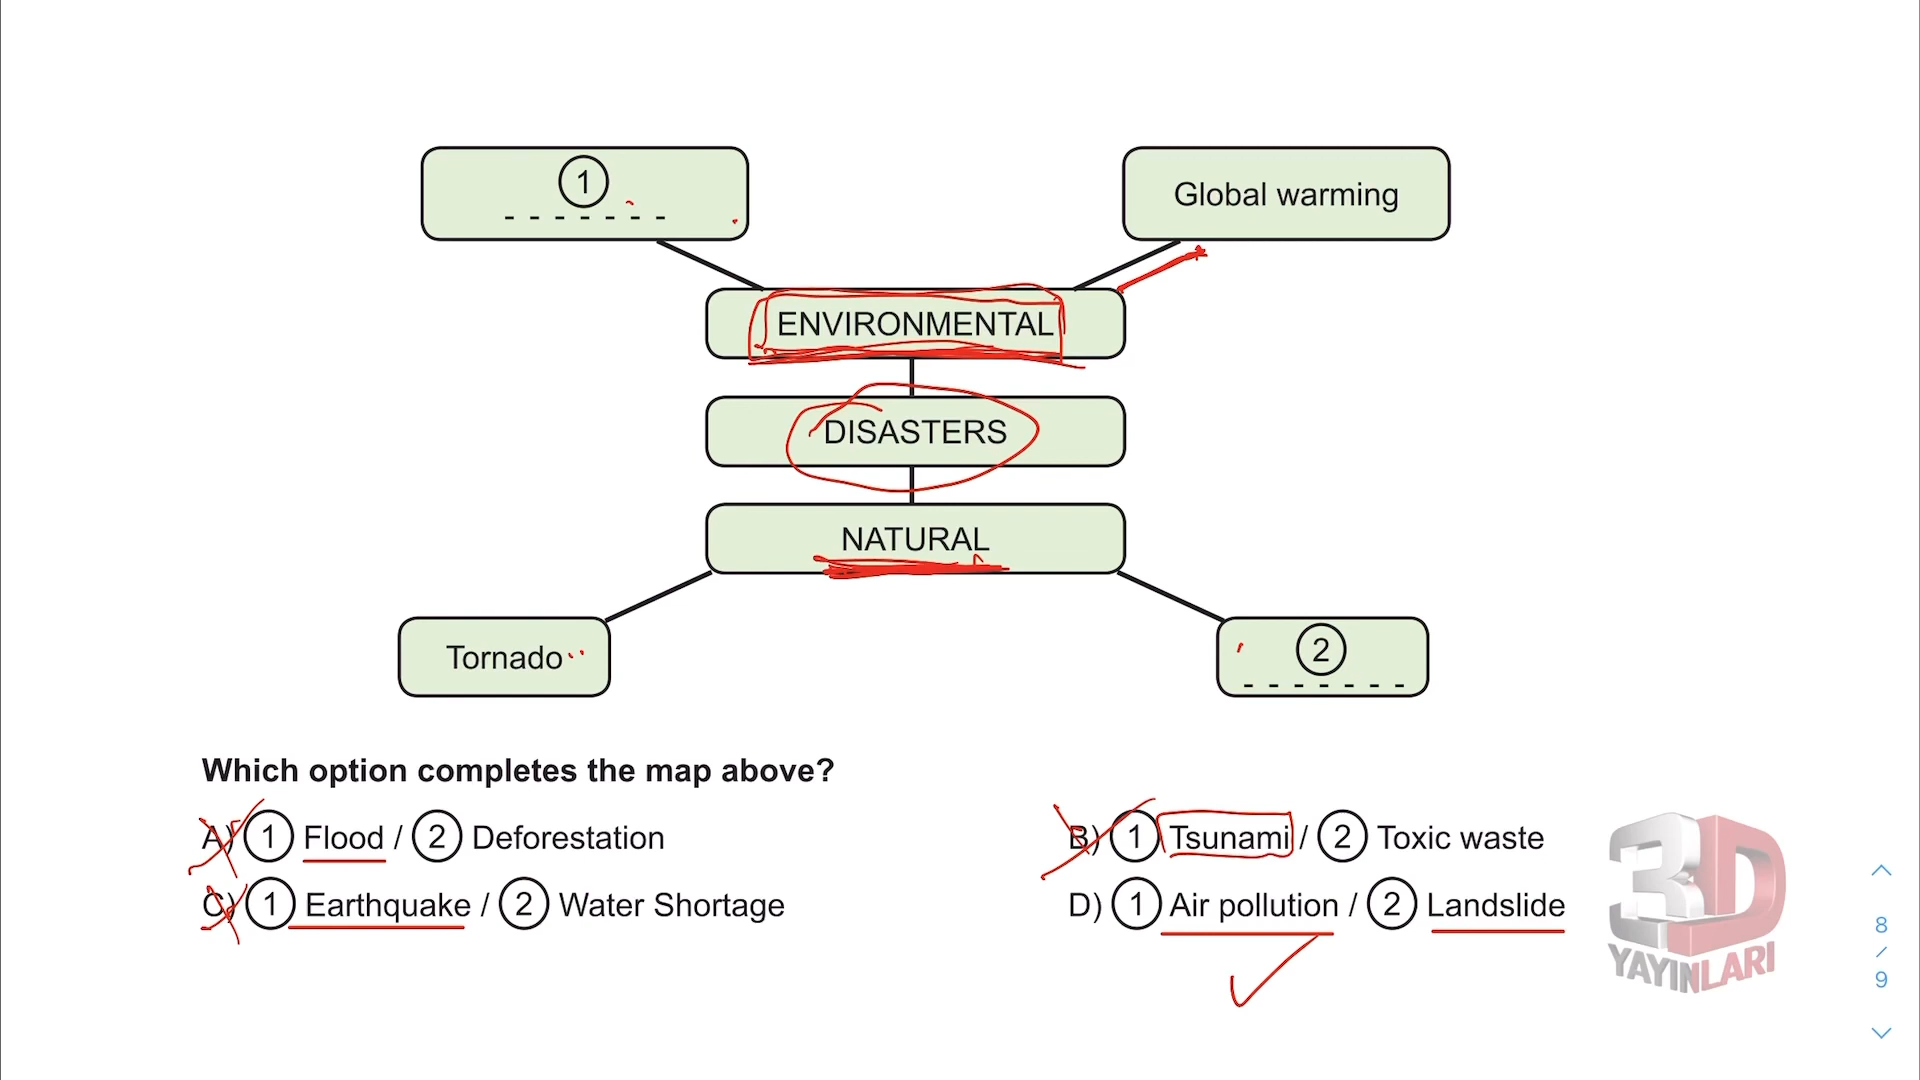 1
- - - - - - -
Global warming
ENVIRONMENTAL
DISASTERS
NATURAL
Tornado
2
- - - - - - -
Which option completes the map above?
A) 1 Flood / 2 Deforestation
B) 1 Tsunami / 2 Toxic waste
C) 1 Earthquake / 2 Water Shortage
D) 1 Air pollution / 2 Landslide
3D
YAYINLARI
8
/
9